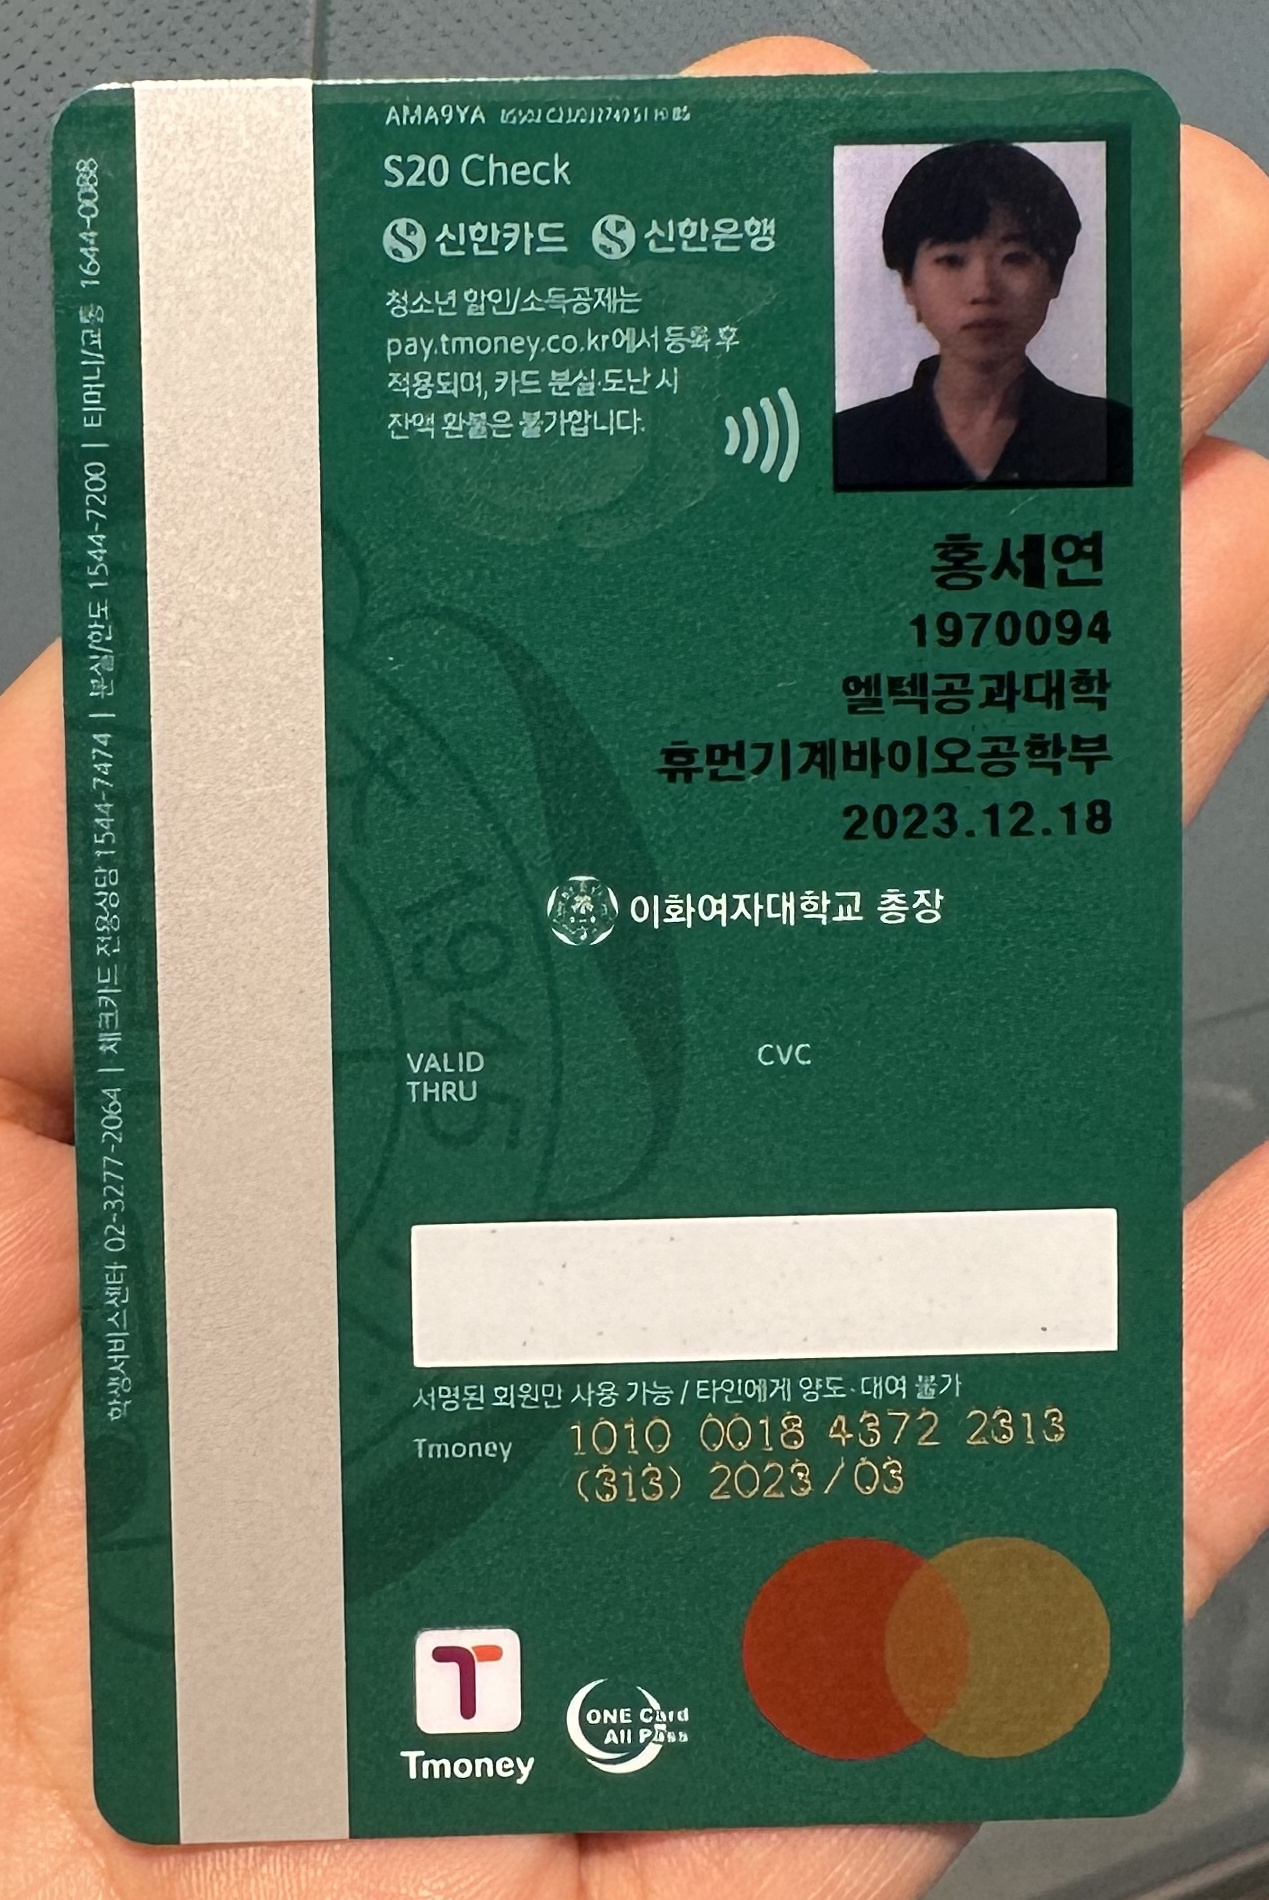 AMA9YA
S20 Check
신한카드 신한은행
청소년 할인/소득공제는
pay.tmoney.co.kr에서 등록 후
적용되며, 카드 분실·도난 시
잔액 환불은 불가합니다.
홍세연
1970094
엘텍공과대학
휴먼기계바이오공학부
2023.12.18
이화여자대학교 총장
1945
VALID
THRU
CVC
서명된 회원만 사용 가능 / 타인에게 양도·대여 불가
Tmoney 1010 0018 4372 2313
(313) 2023/03
Tmoney
ONE Card
All Pass
학생서비스센터 02-3277-2064 | 체크카드 전용상담 1544-7474 | 분실/한도 1544-7200 | 티머니/교통 1644-0088